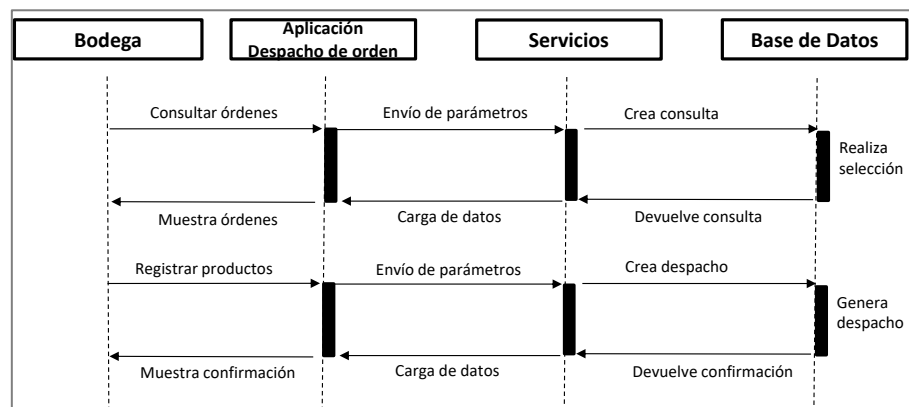 Bodega
Aplicación
Despacho de orden
Servicios
Base de Datos
Consultar órdenes
Envío de parámetros
Crea consulta
Realiza
selección
Muestra órdenes
Carga de datos
Devuelve consulta
Registrar productos
Envío de parámetros
Crea despacho
Genera
despacho
Muestra confirmación
Carga de datos
Devuelve confirmación